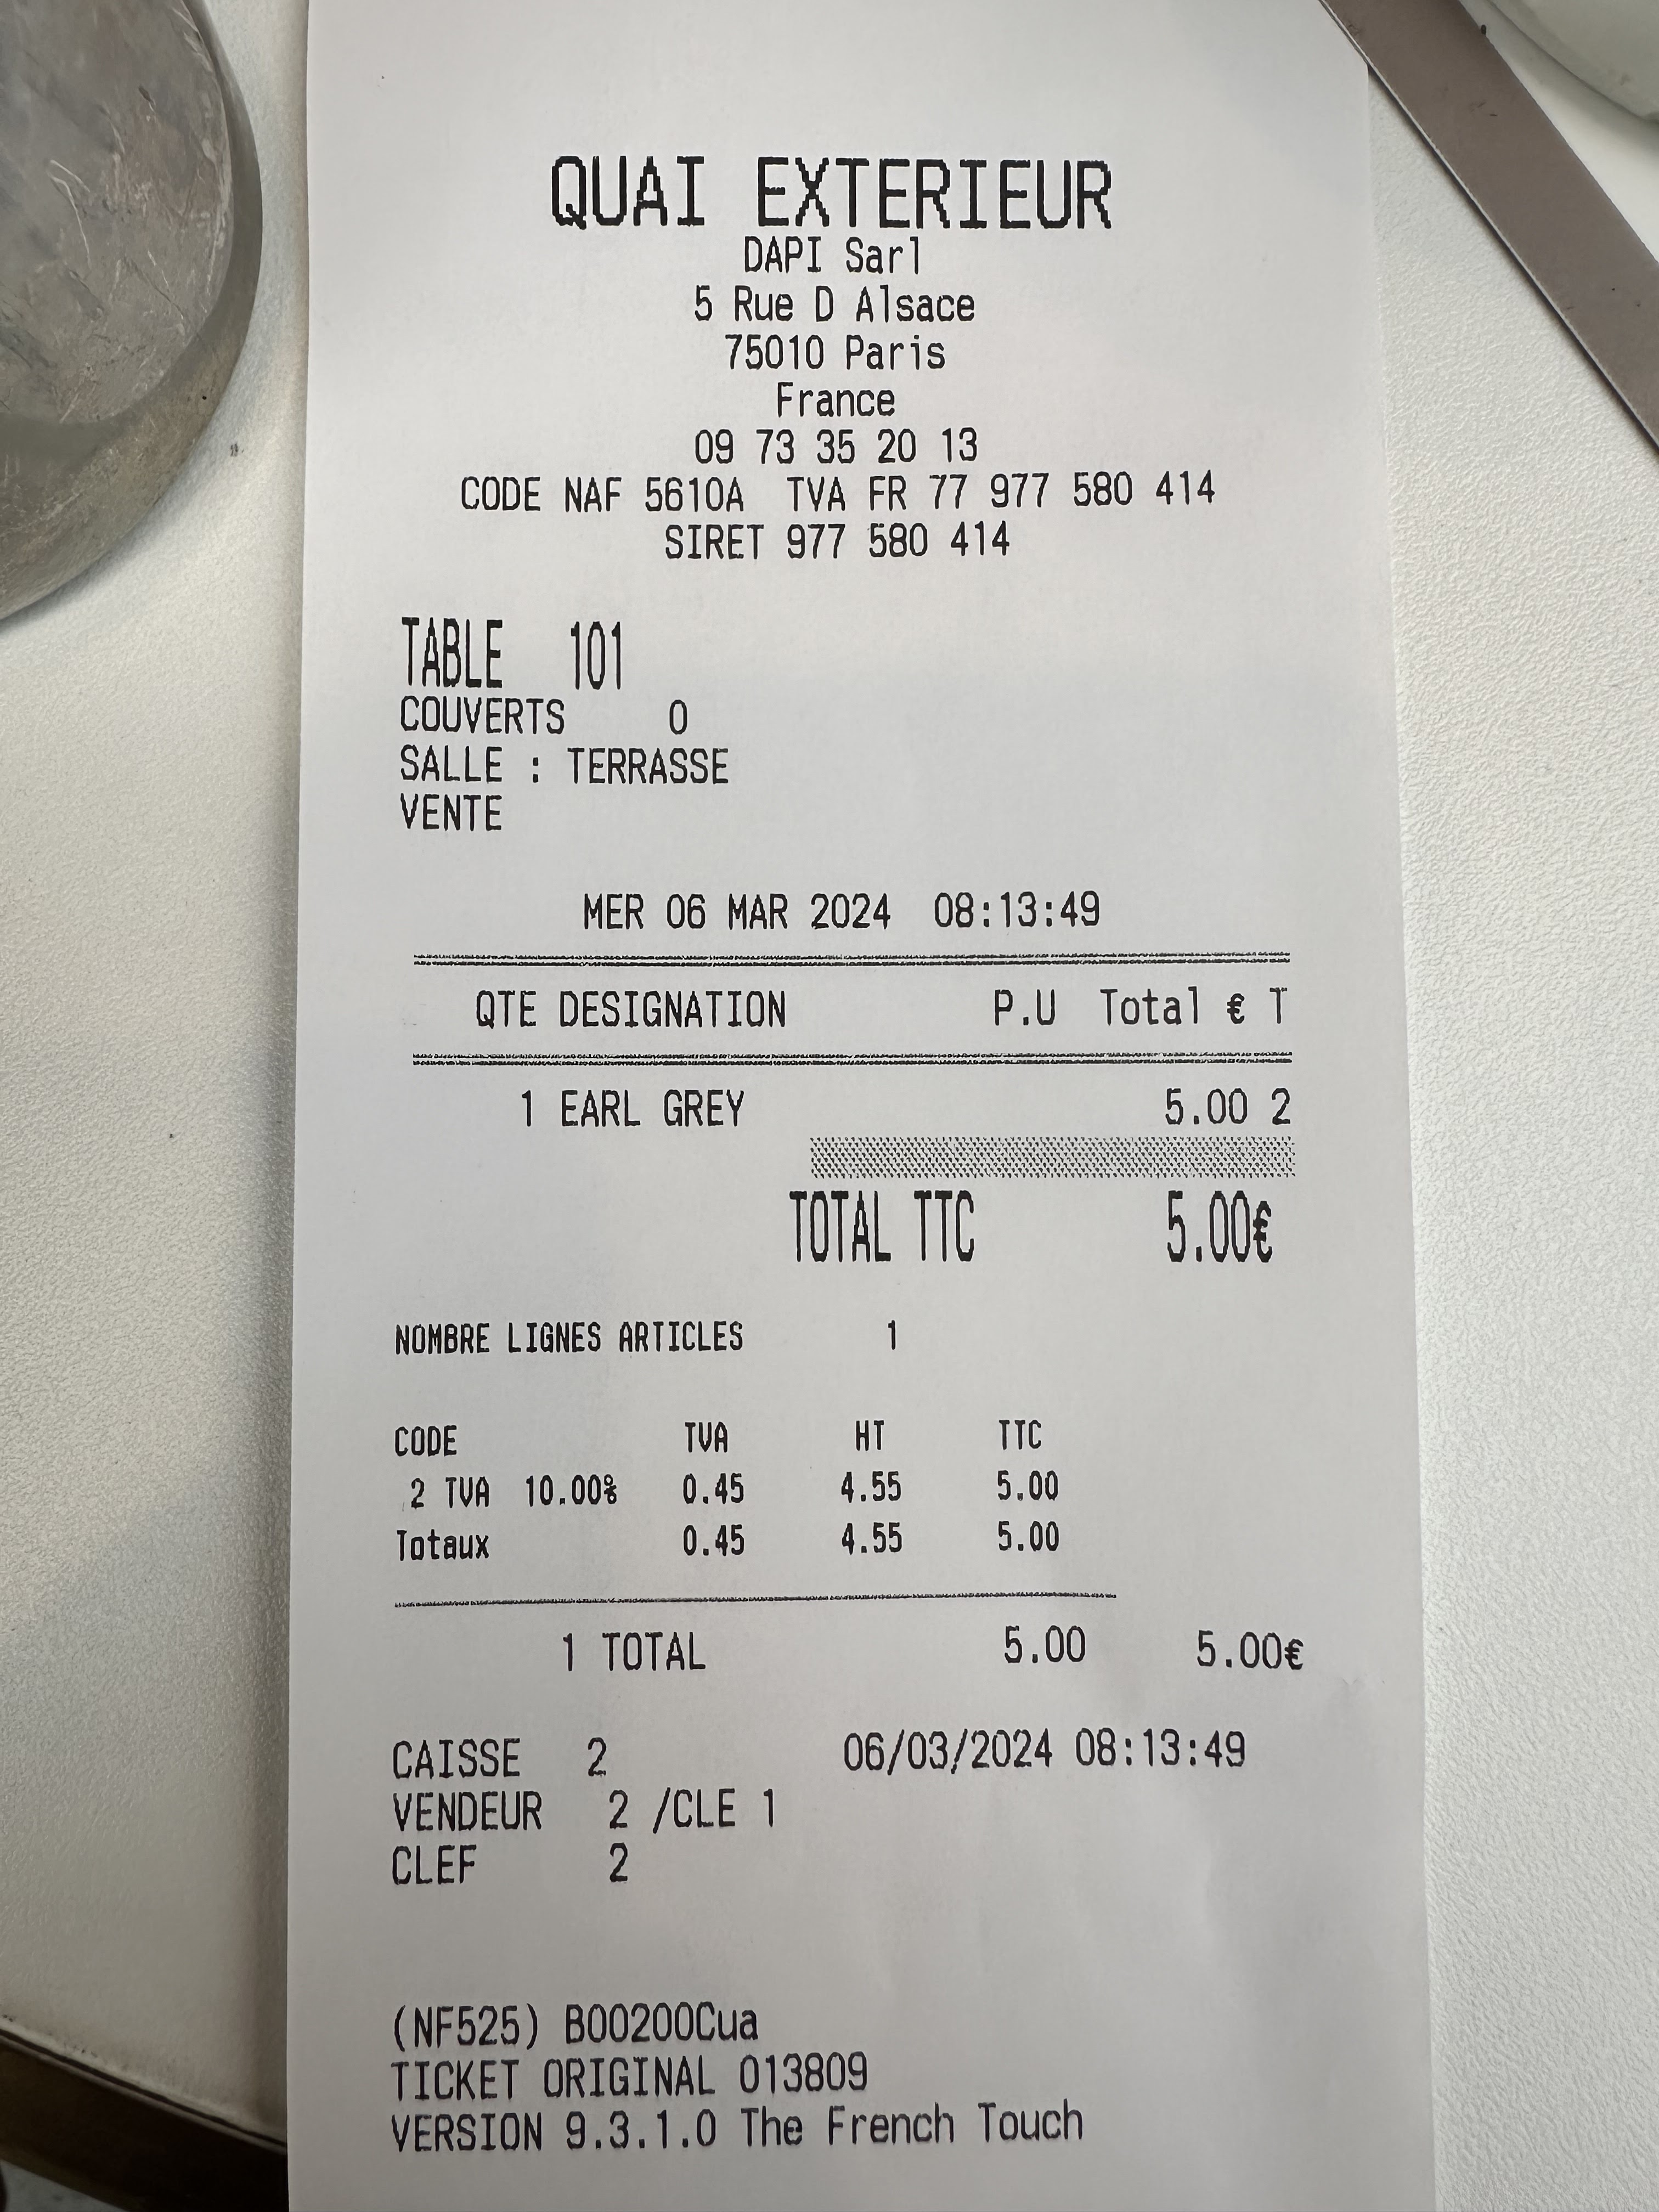 QUAI EXTERIEUR
DAPI Sarl
5 Rue D Alsace
75010 Paris
France
09 73 35 20 13
CODE NAF 5610A TVA FR 77 977 580 414
SIRET 977 580 414
TABLE 101
COUVERTS 0
SALLE : TERRASSE
VENTE
MER 06 MAR 2024 08:13:49
QTE DESIGNATION P.U Total € T
1 EARL GREY 5.00 2
TOTAL TTC 5.00€
NOMBRE LIGNES ARTICLES 1
CODE TVA HT TTC
2 TVA 10.00% 0.45 4.55 5.00
Totaux 0.45 4.55 5.00
1 TOTAL 5.00 5.00€
CAISSE 2 06/03/2024 08:13:49
VENDEUR 2 /CLE 1
CLEF 2
(NF525) B00200Cua
TICKET ORIGINAL 013809
VERSION 9.3.1.0 The French Touch